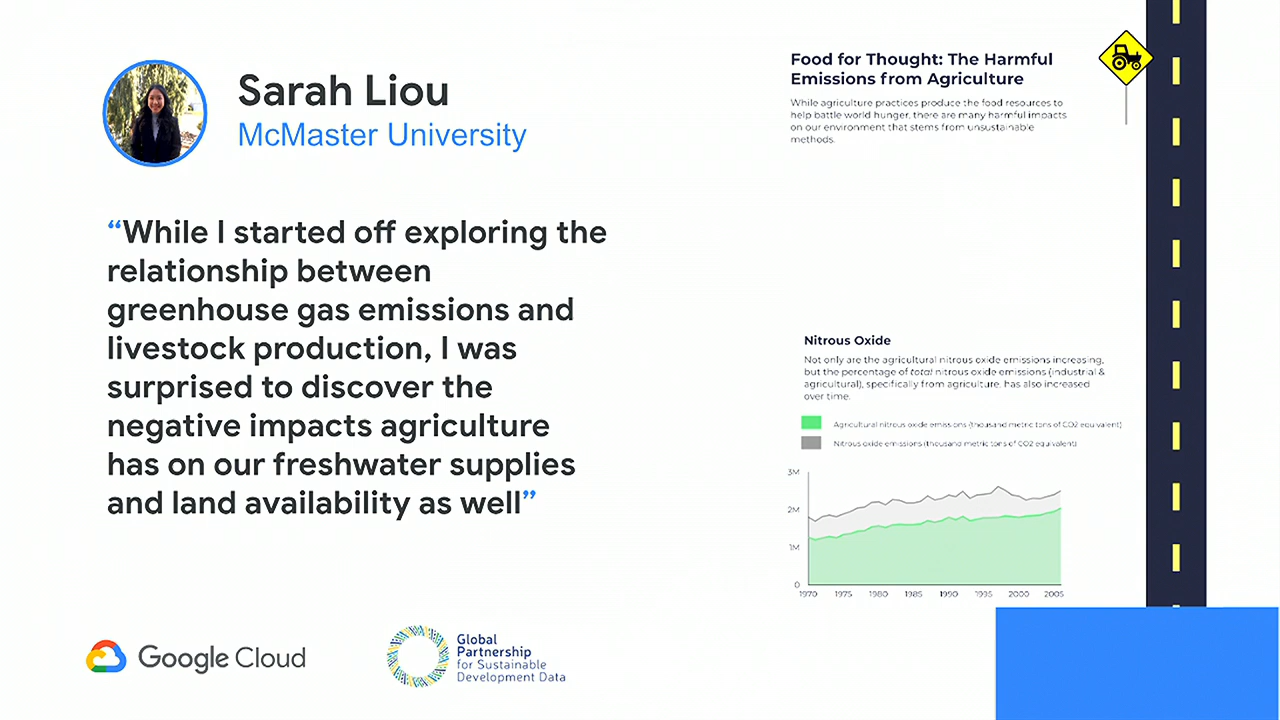 Sarah Liou
McMaster University
“While I started off exploring the
relationship between
greenhouse gas emissions and
livestock production, I was
surprised to discover the
negative impacts agriculture
has on our freshwater supplies
and land availability as well”
Google Cloud
Global
Partnership
for Sustainable
Development Data
Food for Thought: The Harmful
Emissions from Agriculture
While agriculture practices produce the food resources to
help battle world hunger, there are many harmful impacts
on our environment that stems from unsustainable
methods.
Nitrous Oxide
Not only are the agricultural nitrous oxide emissions increasing,
but the percentage of total nitrous oxide emissions (industrial &
agricultural), specifically from agriculture, has also increased
over time.
Agricultural nitrous oxide emissions (thousand metric tons of CO2 equivalent)
Nitrous oxide emissions (thousand metric tons of CO2 equivalent)
3M
2M
1M
0
1970 1975 1980 1985 1990 1995 2000 2005